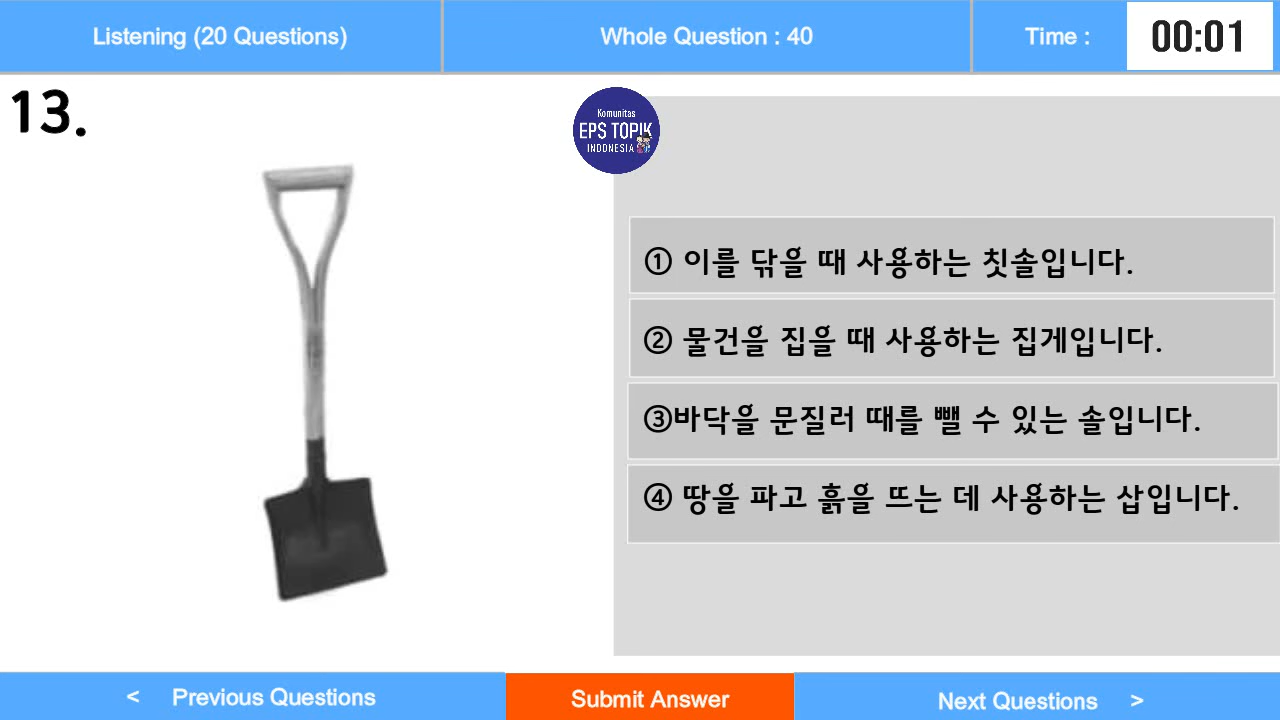 Listening (20 Questions)
Whole Question : 40
Time :
00:01
13.
Komunitas
EPS TOPIK
INDONESIA
① 이를 닦을 때 사용하는 칫솔입니다.
② 물건을 집을 때 사용하는 집게입니다.
③바닥을 문질러 때를 뺄 수 있는 솔입니다.
④ 땅을 파고 흙을 뜨는 데 사용하는 삽입니다.
< Previous Questions
Submit Answer
Next Questions >